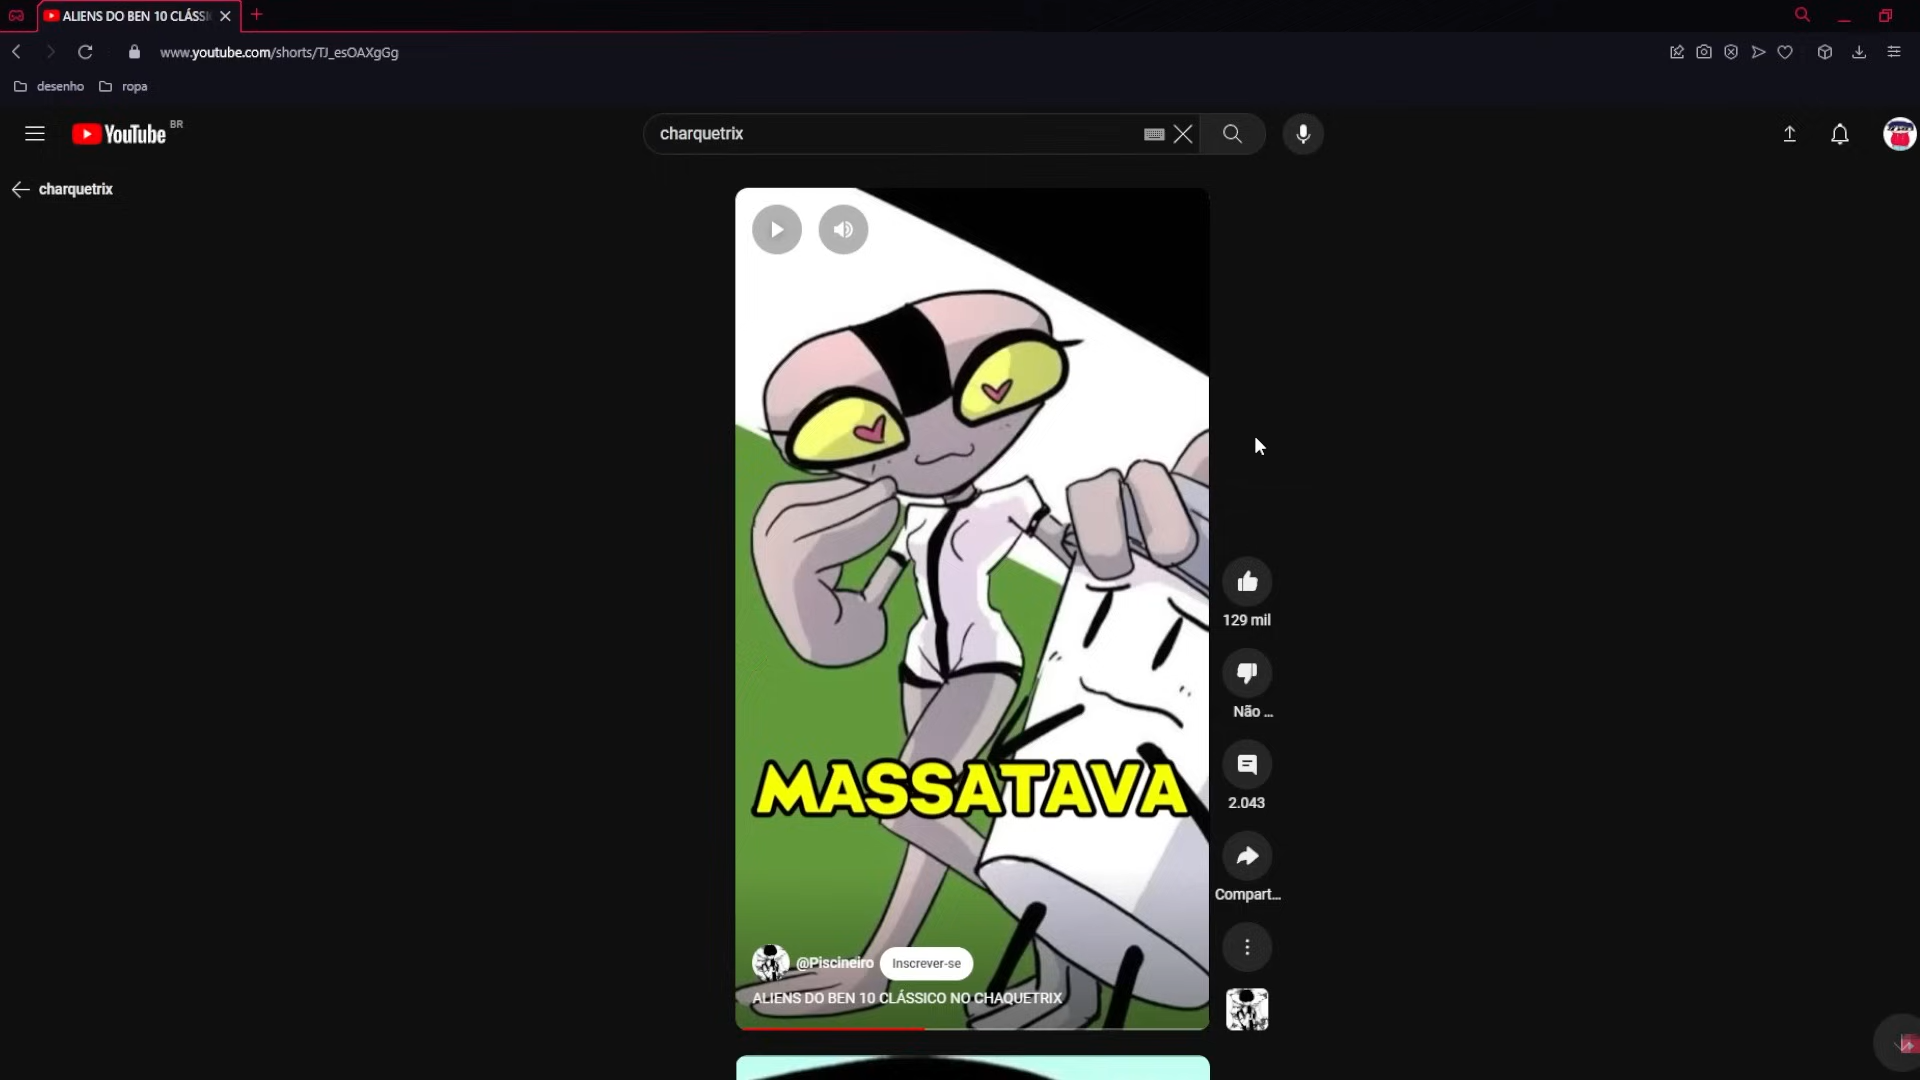 ALIENS DO BEN 10 CLÁSSI
www.youtube.com/shorts/TJ_esOAXgGg
desenho
ropa
YouTube BR
charquetrix
charquetrix
129 mil
Não ...
MASSATAVA
2.043
Compart...
@Piscineiro Inscrever-se
ALIENS DO BEN 10 CLÁSSICO NO CHAQUETRIX